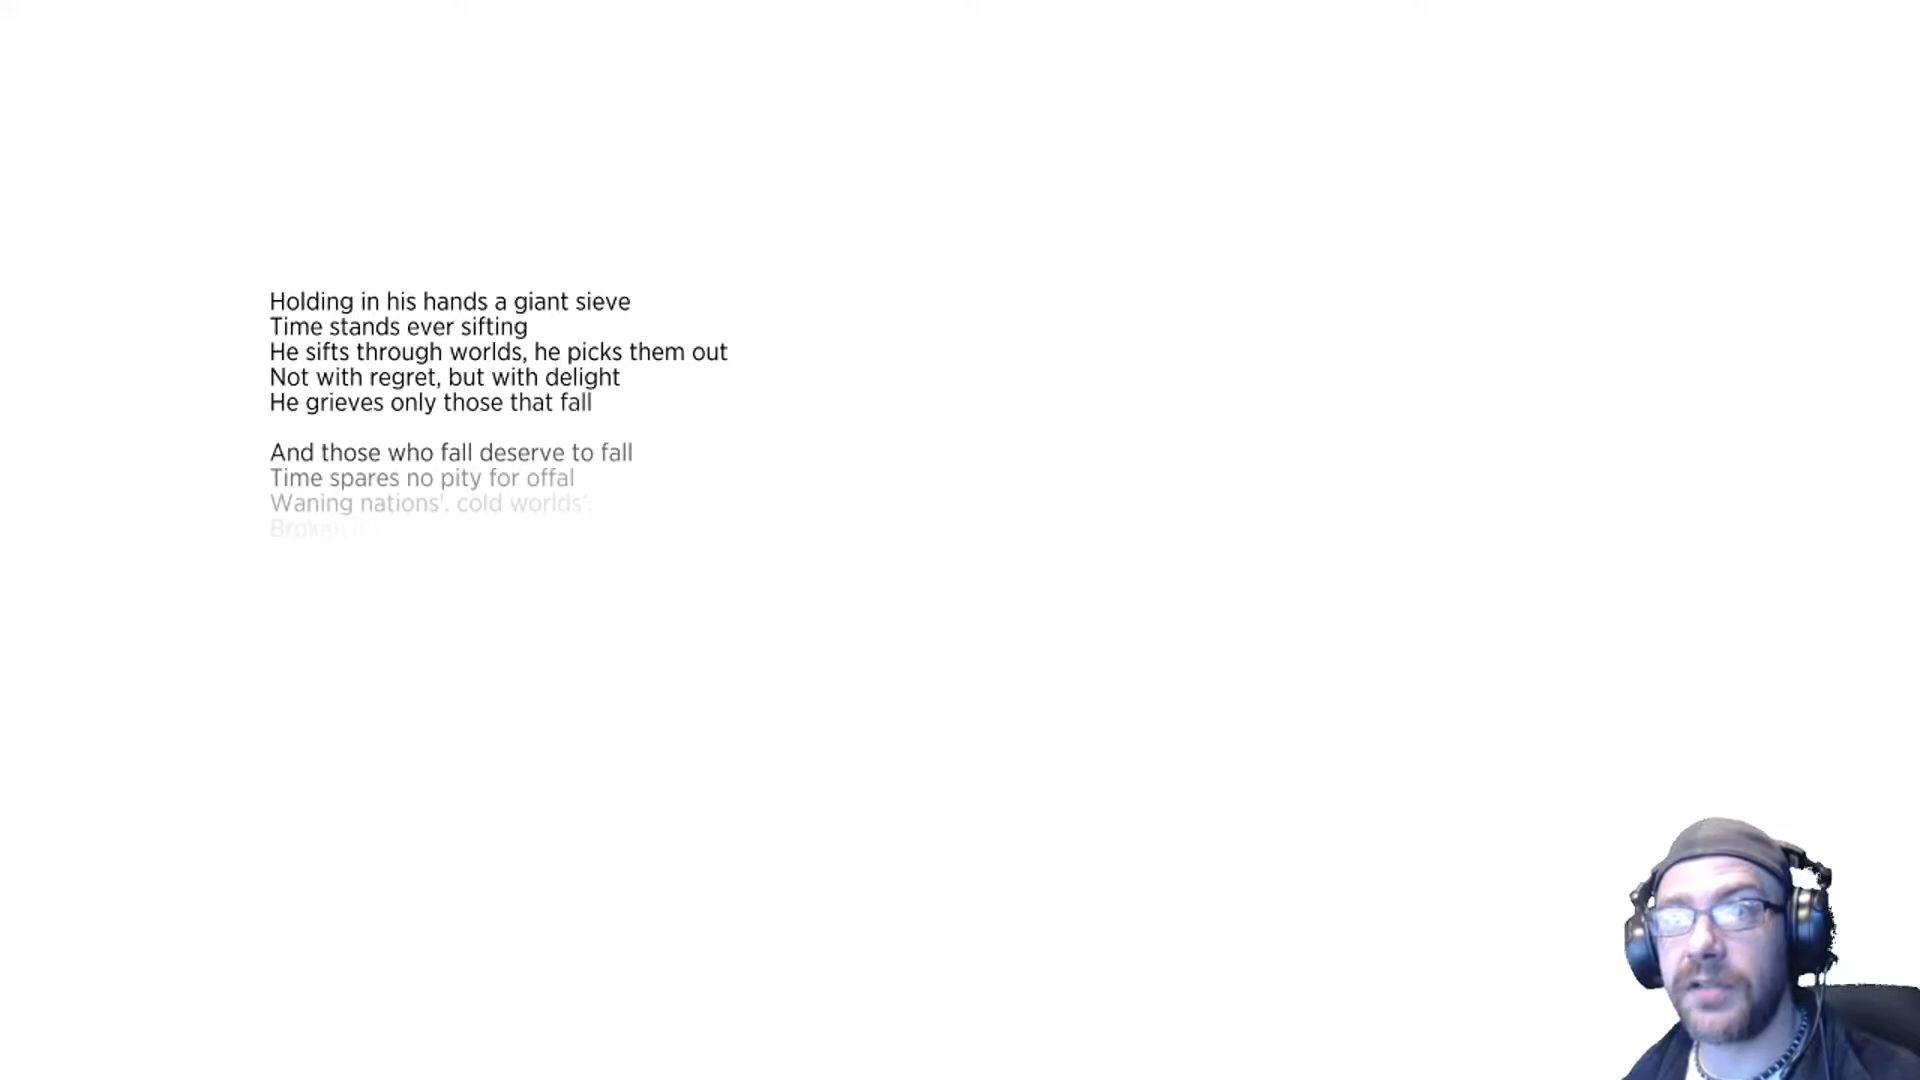 Holding in his hands a giant sieve
Time stands ever sifting
He sifts through worlds, he picks them out
Not with regret, but with delight
He grieves only those that fall
And those who fall deserve to fall
Time spares no pity for offal
Waning nations', cold worlds',
Broken